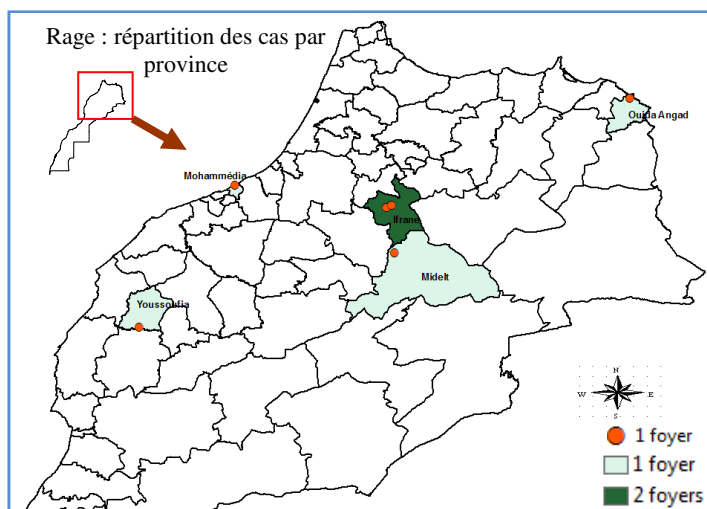 Rage : répartition des cas par
province
Oujda Angad
Mohammédia
Ifrane
Midelt
Youssoufia
N
W E
S
1 foyer
1 foyer
2 foyers